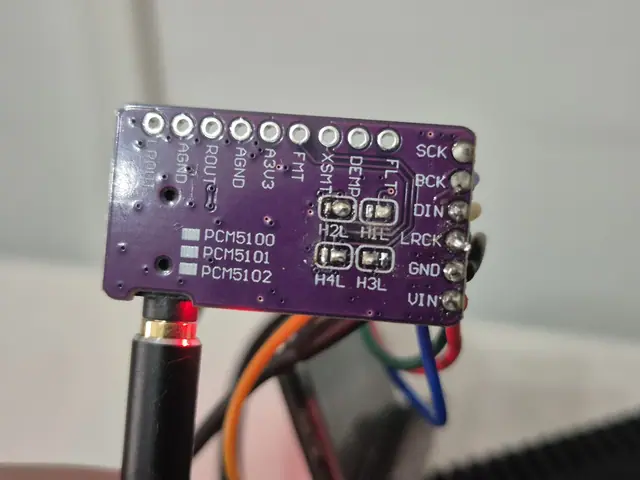 AGND
ROUT
AGND
A3V3
FMT
XSMT
DEMP
FLT
SCK
BCK
DIN
LRCK
GND
VIN
H2L H1L
H4L H3L
PCM5100
PCM5101
PCM5102